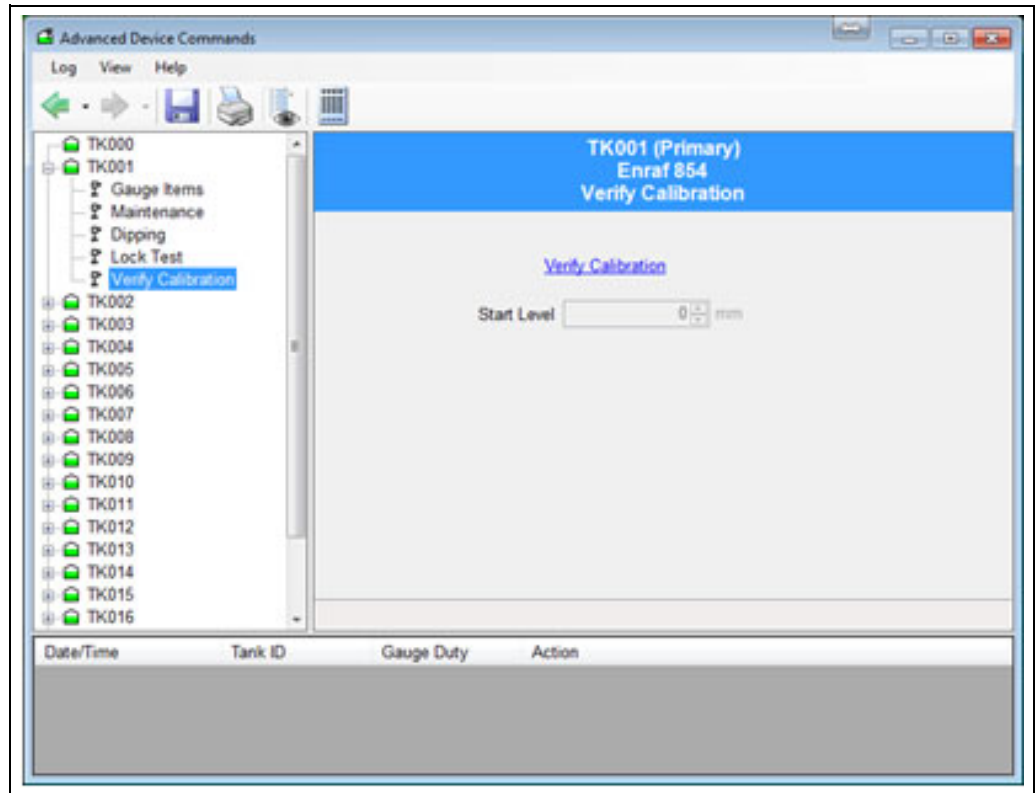 Advanced Device Commands
Log View Help
TK000
TK001
Gauge Items
Maintenance
Dipping
Lock Test
Verify Calibration
TK002
TK003
TK004
TK005
TK006
TK007
TK008
TK009
TK010
TK011
TK012
TK013
TK014
TK015
TK016
TK001 (Primary)
Enraf 854
Verify Calibration
Verify Calibration
Start Level 0 mm
Date/Time Tank ID Gauge Duty Action